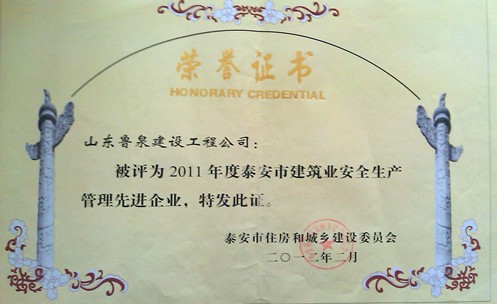 荣誉证书
HONORARY CREDENTIAL
山东鲁泉建设工程公司：
被评为2011年度泰安市建筑业安全生产
管理先进企业，特发此证。
泰安市住房和城乡建设委员会
二〇一二年二月